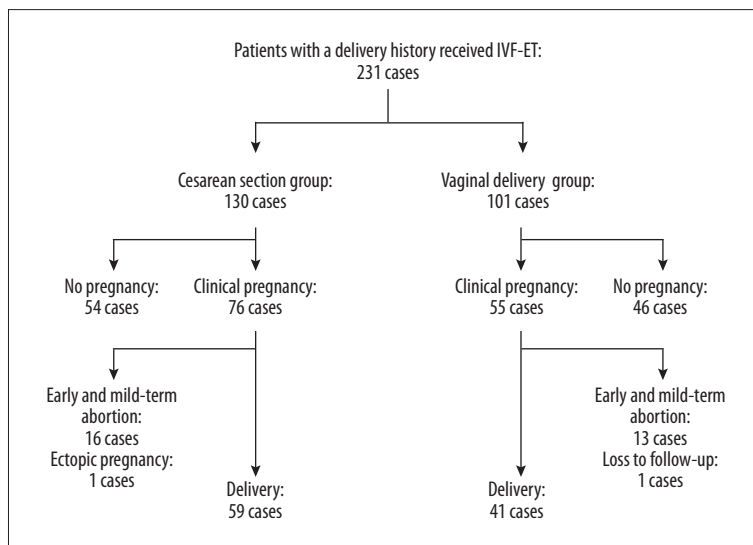 Patients with a delivery history received IVF-ET:
231 cases
Cesarean section group:
130 cases
Vaginal delivery group:
101 cases
No pregnancy:
54 cases
Clinical pregnancy:
76 cases
Clinical pregnancy:
55 cases
No pregnancy:
46 cases
Early and mild-term
abortion:
16 cases
Ectopic pregnancy:
1 cases
Delivery:
59 cases
Delivery:
41 cases
Early and mild-term
abortion:
13 cases
Loss to follow-up:
1 cases